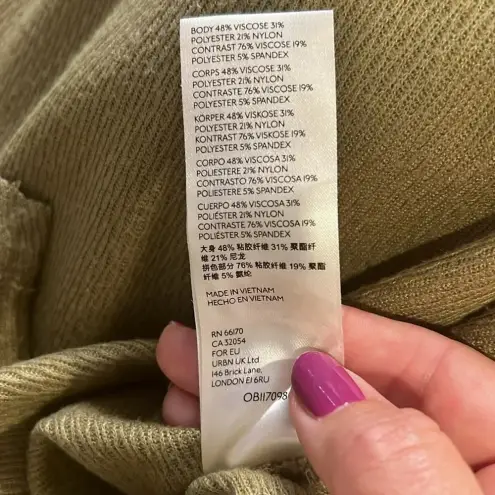 BODY 48% VISCOSE 31%
POLYESTER 21% NYLON
CONTRAST 76% VISCOSE 19%
POLYESTER 5% SPANDEX
CORPS 48% VISCOSE 31%
POLYESTER 21% NYLON
CONTRASTE 76% VISCOSE 19%
POLYESTER 5% SPANDEX
KÖRPER 48% VISKOSE 31%
POLYESTER 21% NYLON
KONTRAST 76% VISKOSE 19%
POLYESTER 5% SPANDEX
CORPO 48% VISCOSA 31%
POLIESTERE 21% NYLON
CONTRASTO 76% VISCOSA 19%
POLIESTERE 5% SPANDEX
CUERPO 48% VISCOSA 31%
POLIÉSTER 21% NYLON
CONTRASTE 76% VISCOSA 19%
POLIÉSTER 5% SPANDEX
大身 48% 粘胶纤维 31% 聚酯纤
维 21% 尼龙
拼色部分 76% 粘胶纤维 19% 聚酯纤
维 5% 氨纶
MADE IN VIETNAM
HECHO EN VIETNAM
RN 66170
CA 32054
FOR EU
URBN UK Ltd.
146 Brick Lane,
LONDON E1 6RU
OB117098